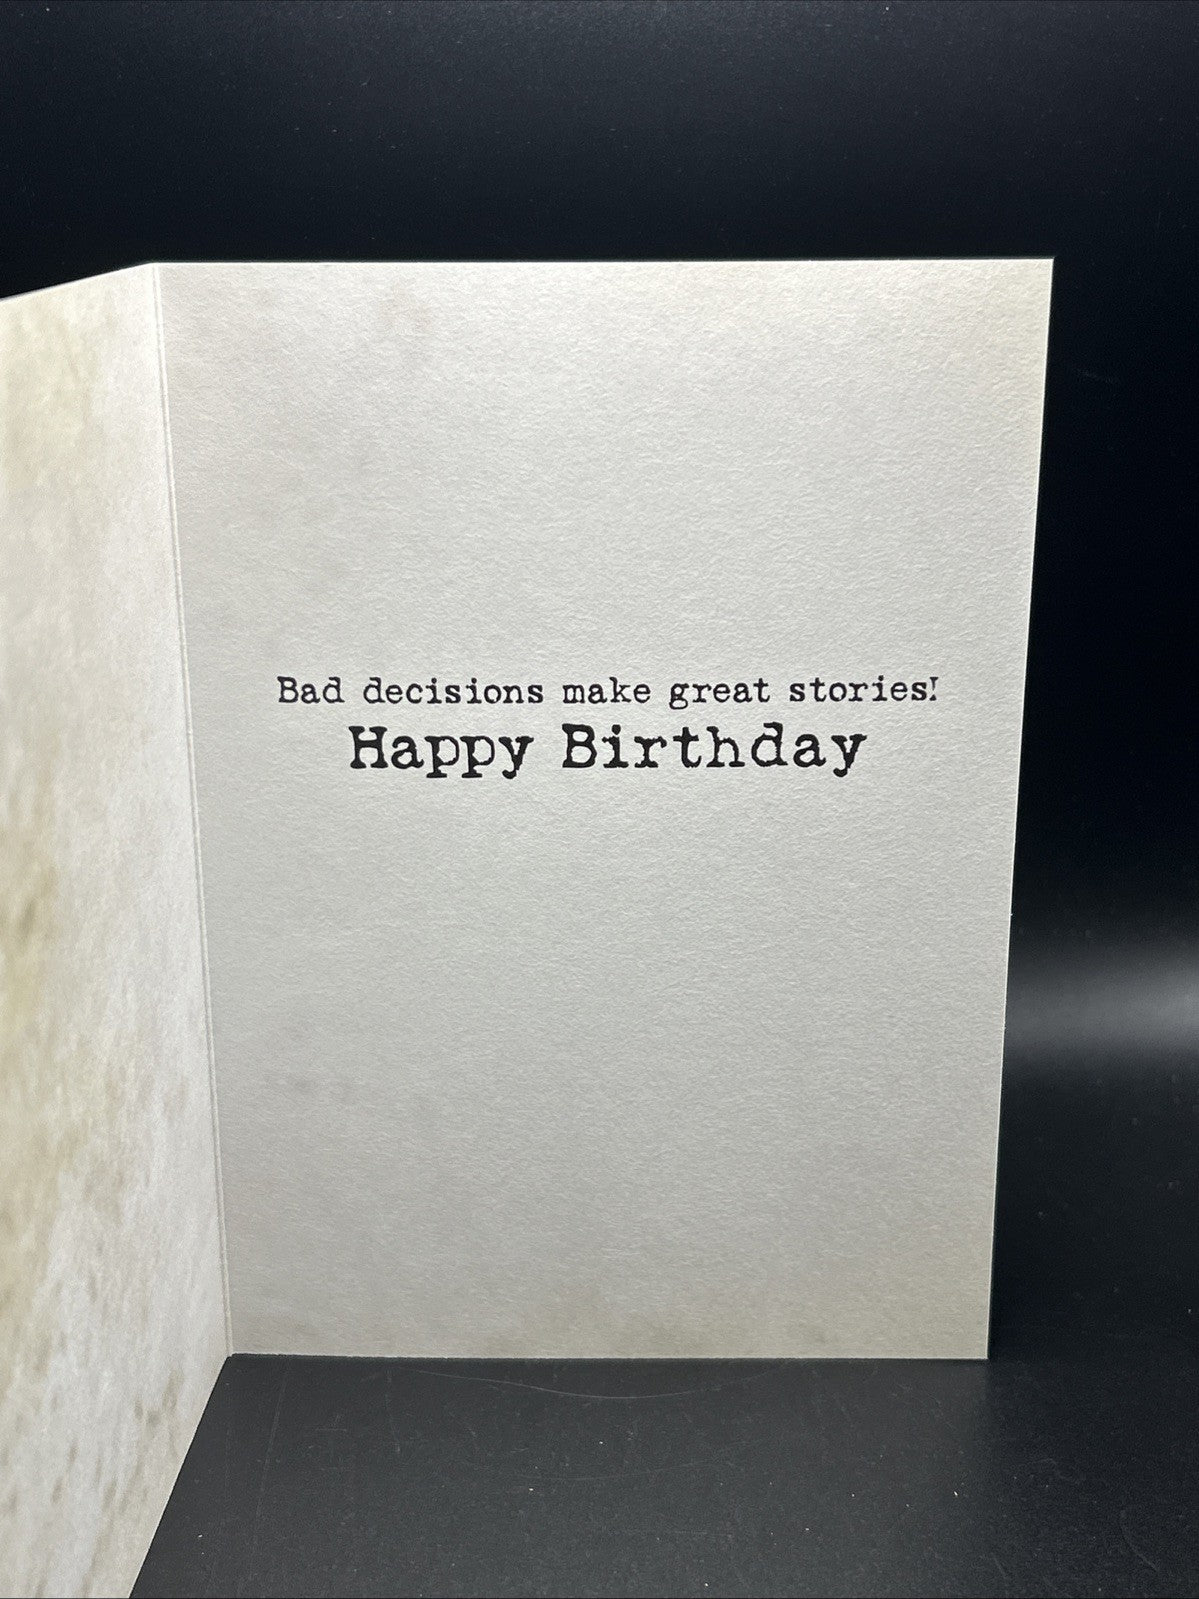 Bad decisions make great stories!
Happy Birthday